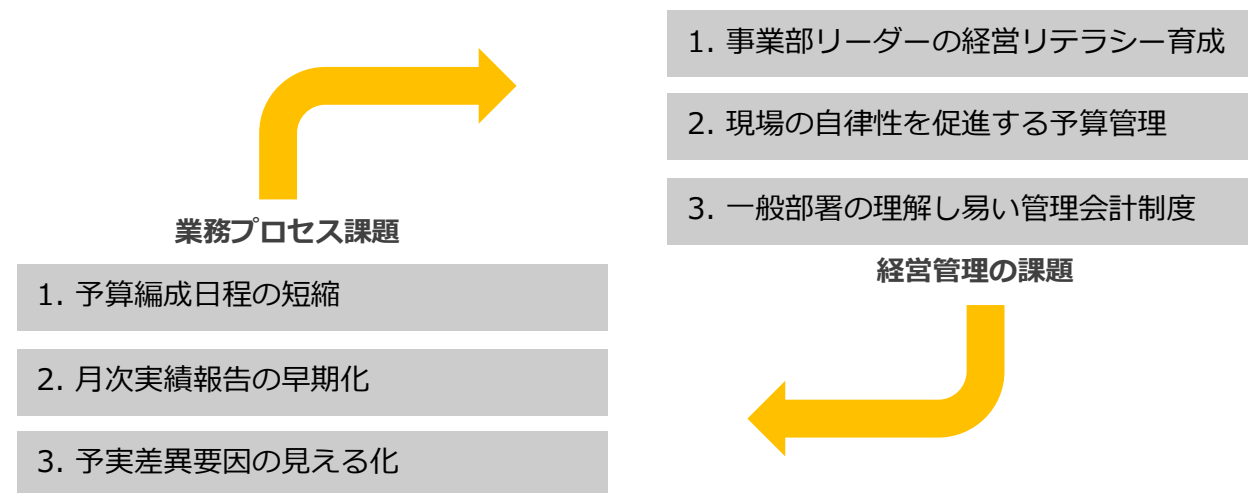 業務プロセス課題
1. 予算編成日程の短縮
2. 月次実績報告の早期化
3. 予実差異要因の見える化
1. 事業部リーダーの経営リテラシー育成
2. 現場の自律性を促進する予算管理
3. 一般部署の理解し易い管理会計制度
経営管理の課題